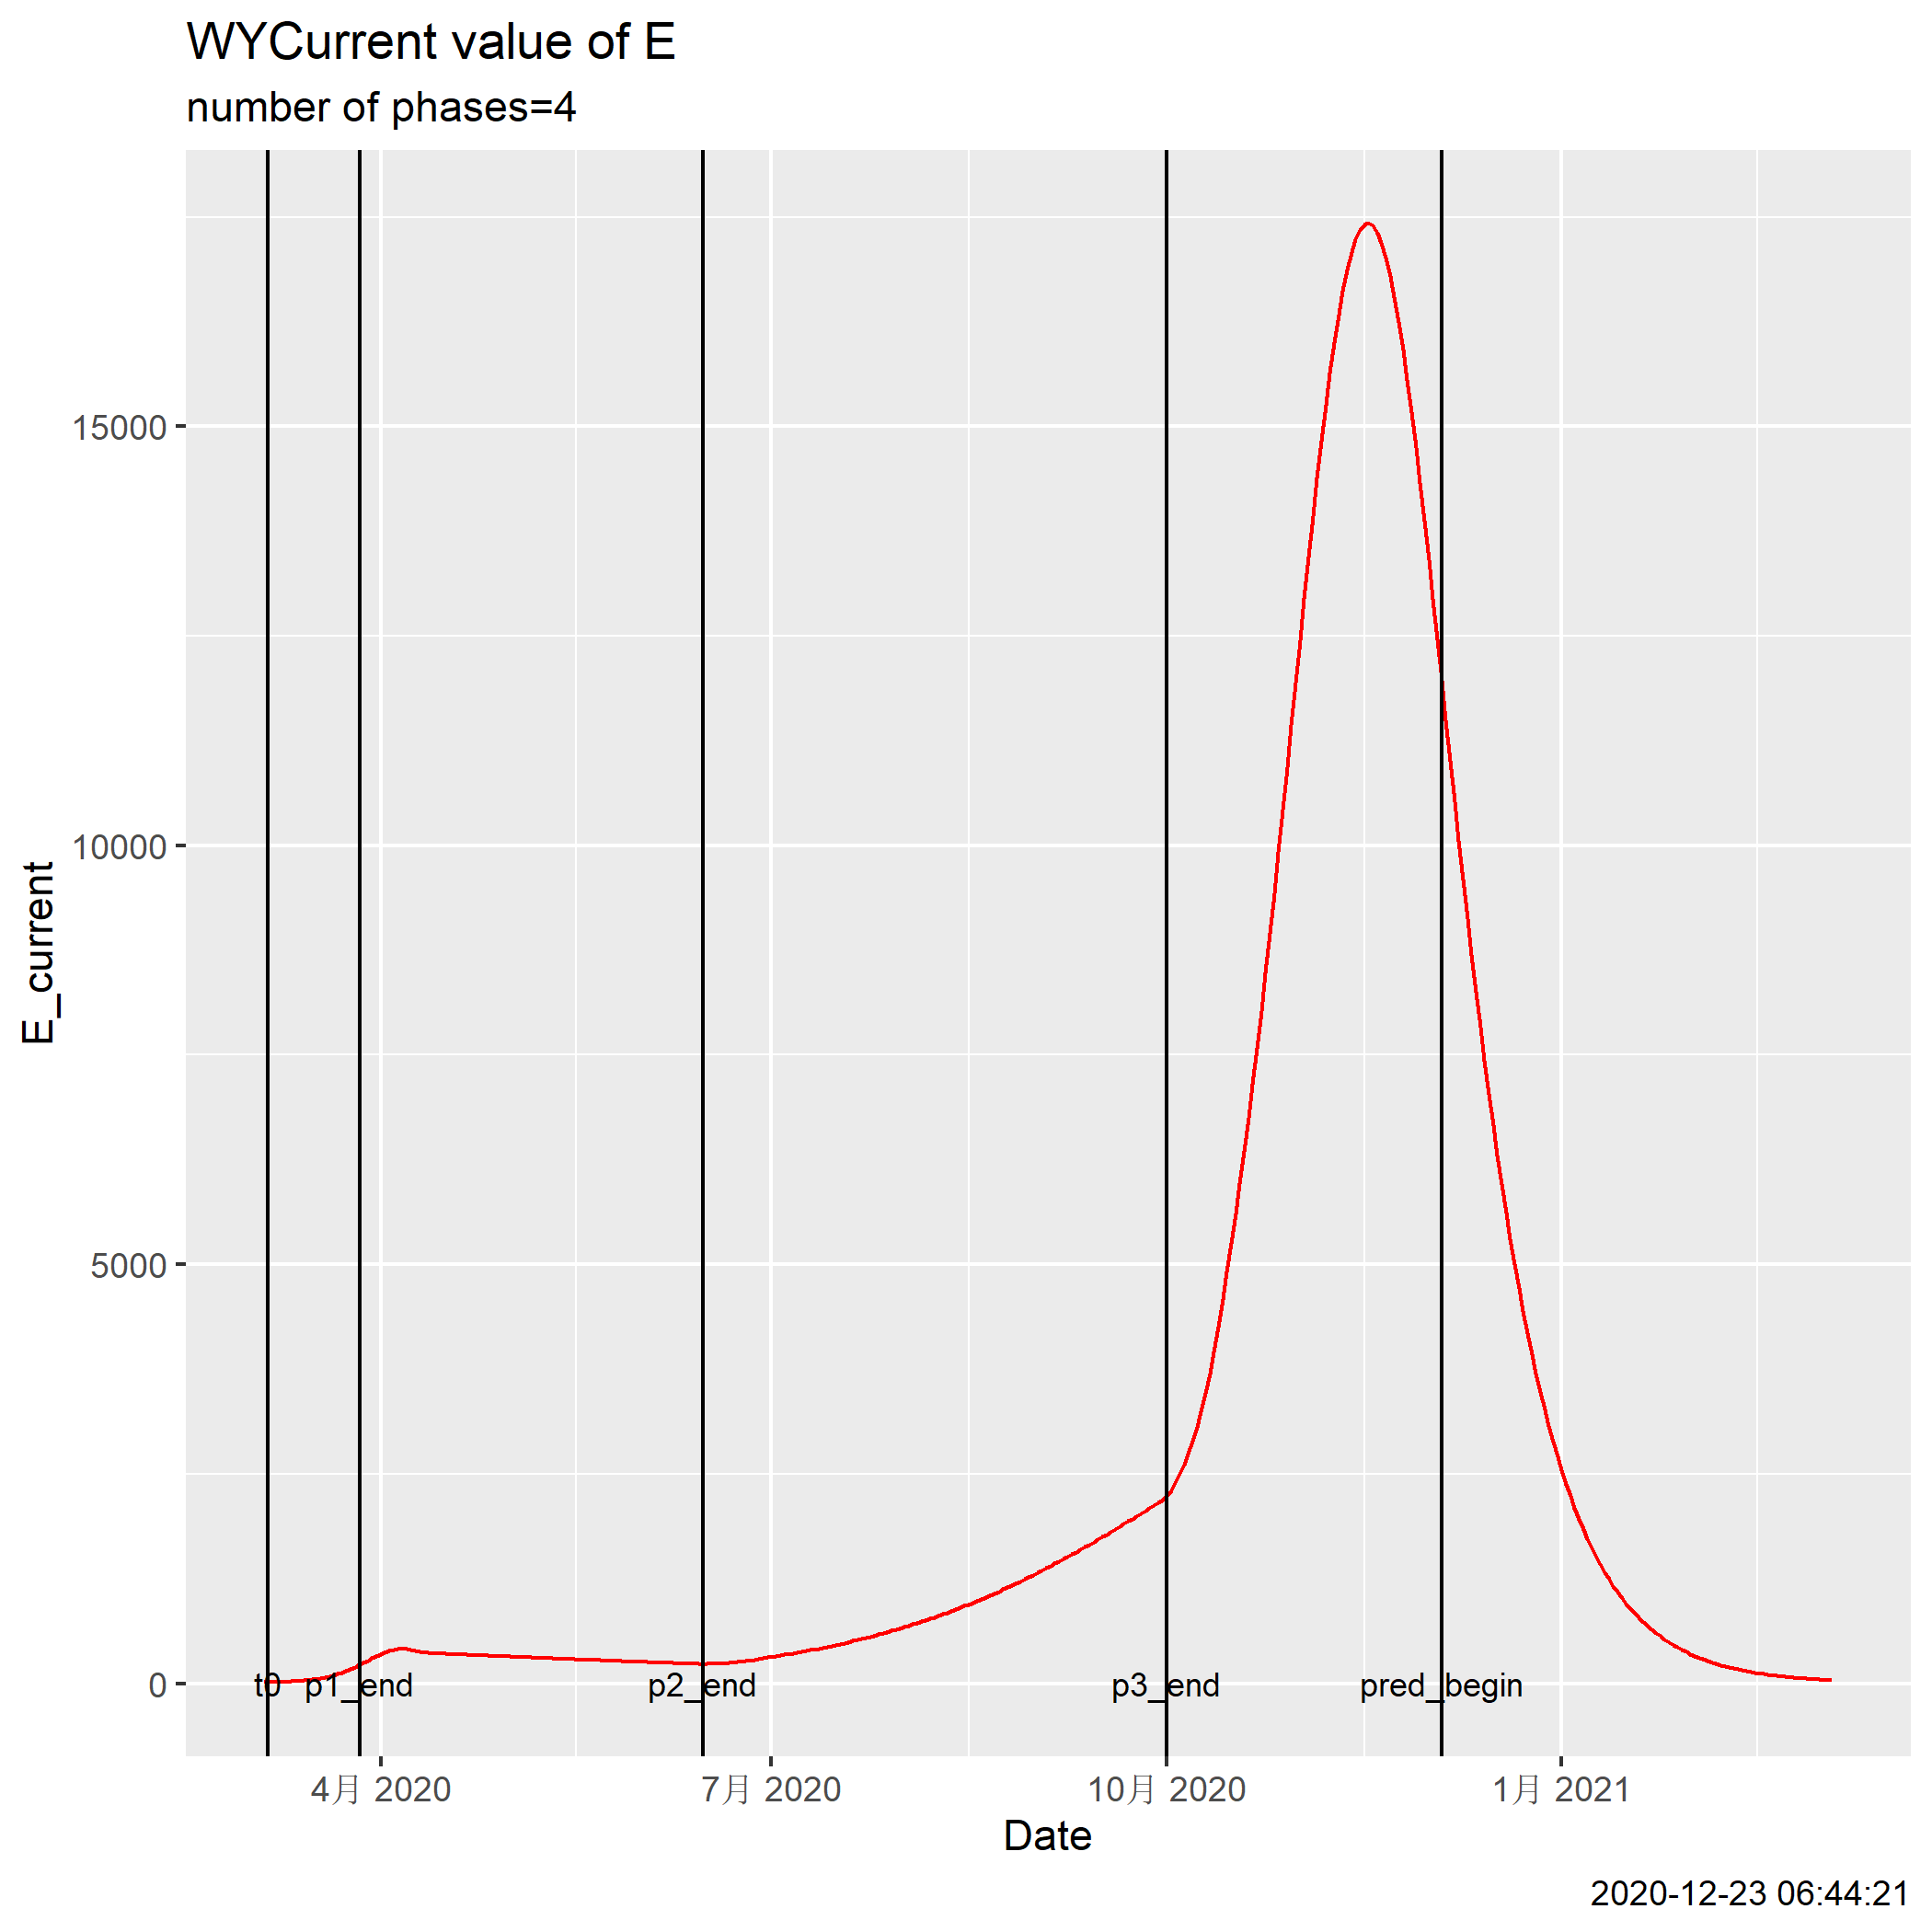 WYCurrent value of E
number of phases=4
E_current
15000
10000
5000
0
t0 p1_end p2_end p3_end pred_begin
4月 2020 7月 2020 10月 2020 1月 2021
Date
2020-12-23 06:44:21